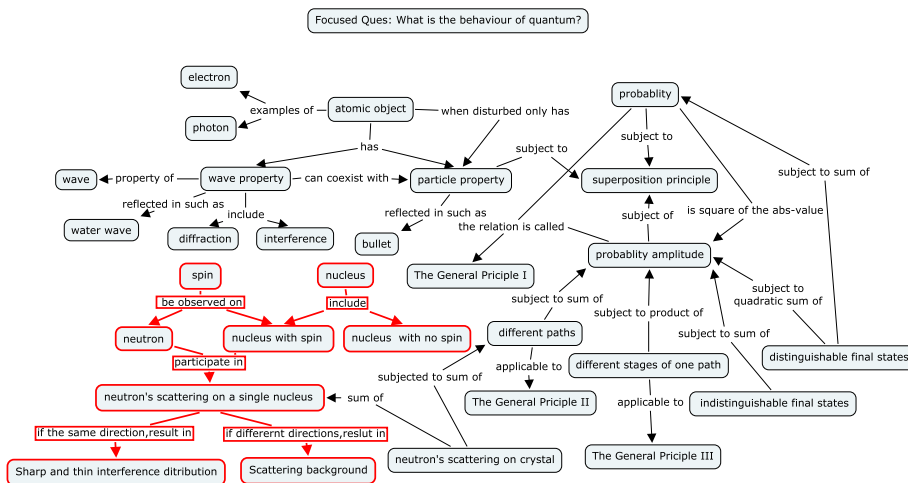 Focused Ques: What is the behaviour of quantum?
electron
probablity
examples of
atomic object
when disturbed only has
photon
subject to
has
subject to
subject to sum of
wave
property of
wave property
can coexist with
particle property
superposition principle
reflected in such as
include
reflected in such as
subject of
is square of the abs-value
the relation is called
water wave
diffraction
interference
bullet
probablity amplitude
The General Priciple I
spin
nucleus
be observed on
include
subject to sum of
subject to
quadratic sum of
subject to product of
neutron
nucleus with spin
nucleus with no spin
different paths
subject to sum of
distinguishable final states
participate in
applicable to
different stages of one path
subjected to sum of
neutron's scattering on a single nucleus
sum of
The General Priciple II
applicable to
indistinguishable final states
if the same direction,result in
if differernt directions,reslut in
neutron's scattering on crystal
The General Priciple III
Sharp and thin interference ditribution
Scattering background